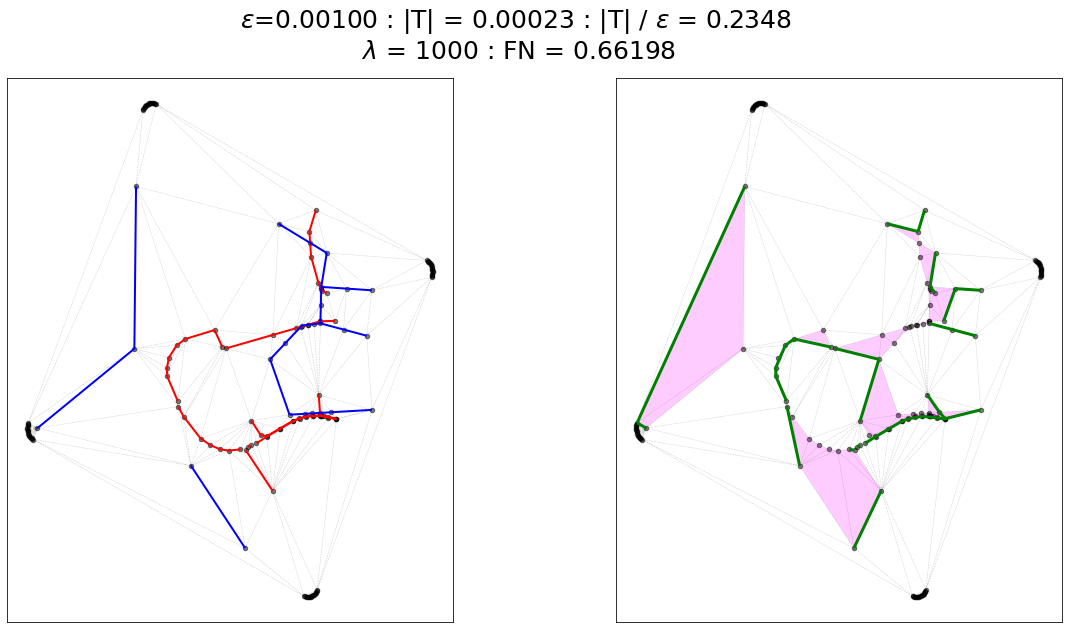 ε=0.00100 : |T| = 0.00023 : |T| / ε = 0.2348
λ = 1000 : FN = 0.66198